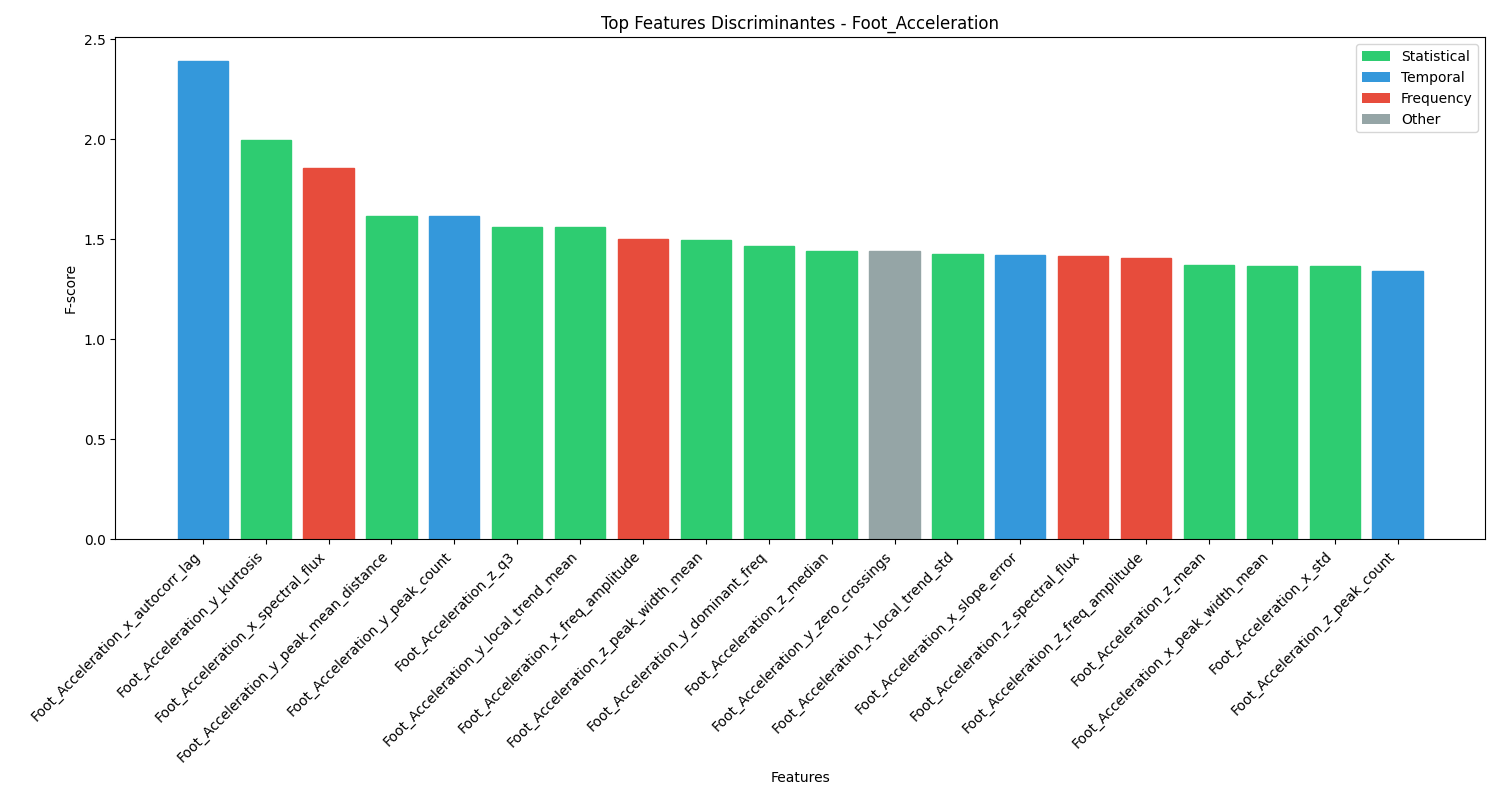 Top Features Discriminantes - Foot_Acceleration
2.5
2.0
1.5
1.0
0.5
0.0
F-score
Statistical
Temporal
Frequency
Other
Foot_Acceleration_x_autocorr_lag
Foot_Acceleration_y_kurtosis
Foot_Acceleration_x_spectral_flux
Foot_Acceleration_y_peak_mean_distance
Foot_Acceleration_y_peak_count
Foot_Acceleration_z_q3
Foot_Acceleration_y_local_trend_mean
Foot_Acceleration_x_freq_amplitude
Foot_Acceleration_z_peak_width_mean
Foot_Acceleration_y_dominant_freq
Foot_Acceleration_z_median
Foot_Acceleration_y_zero_crossings
Foot_Acceleration_x_local_trend_std
Foot_Acceleration_x_slope_error
Foot_Acceleration_z_spectral_flux
Foot_Acceleration_z_freq_amplitude
Foot_Acceleration_z_mean
Foot_Acceleration_x_peak_width_mean
Foot_Acceleration_x_std
Foot_Acceleration_z_peak_count
Features